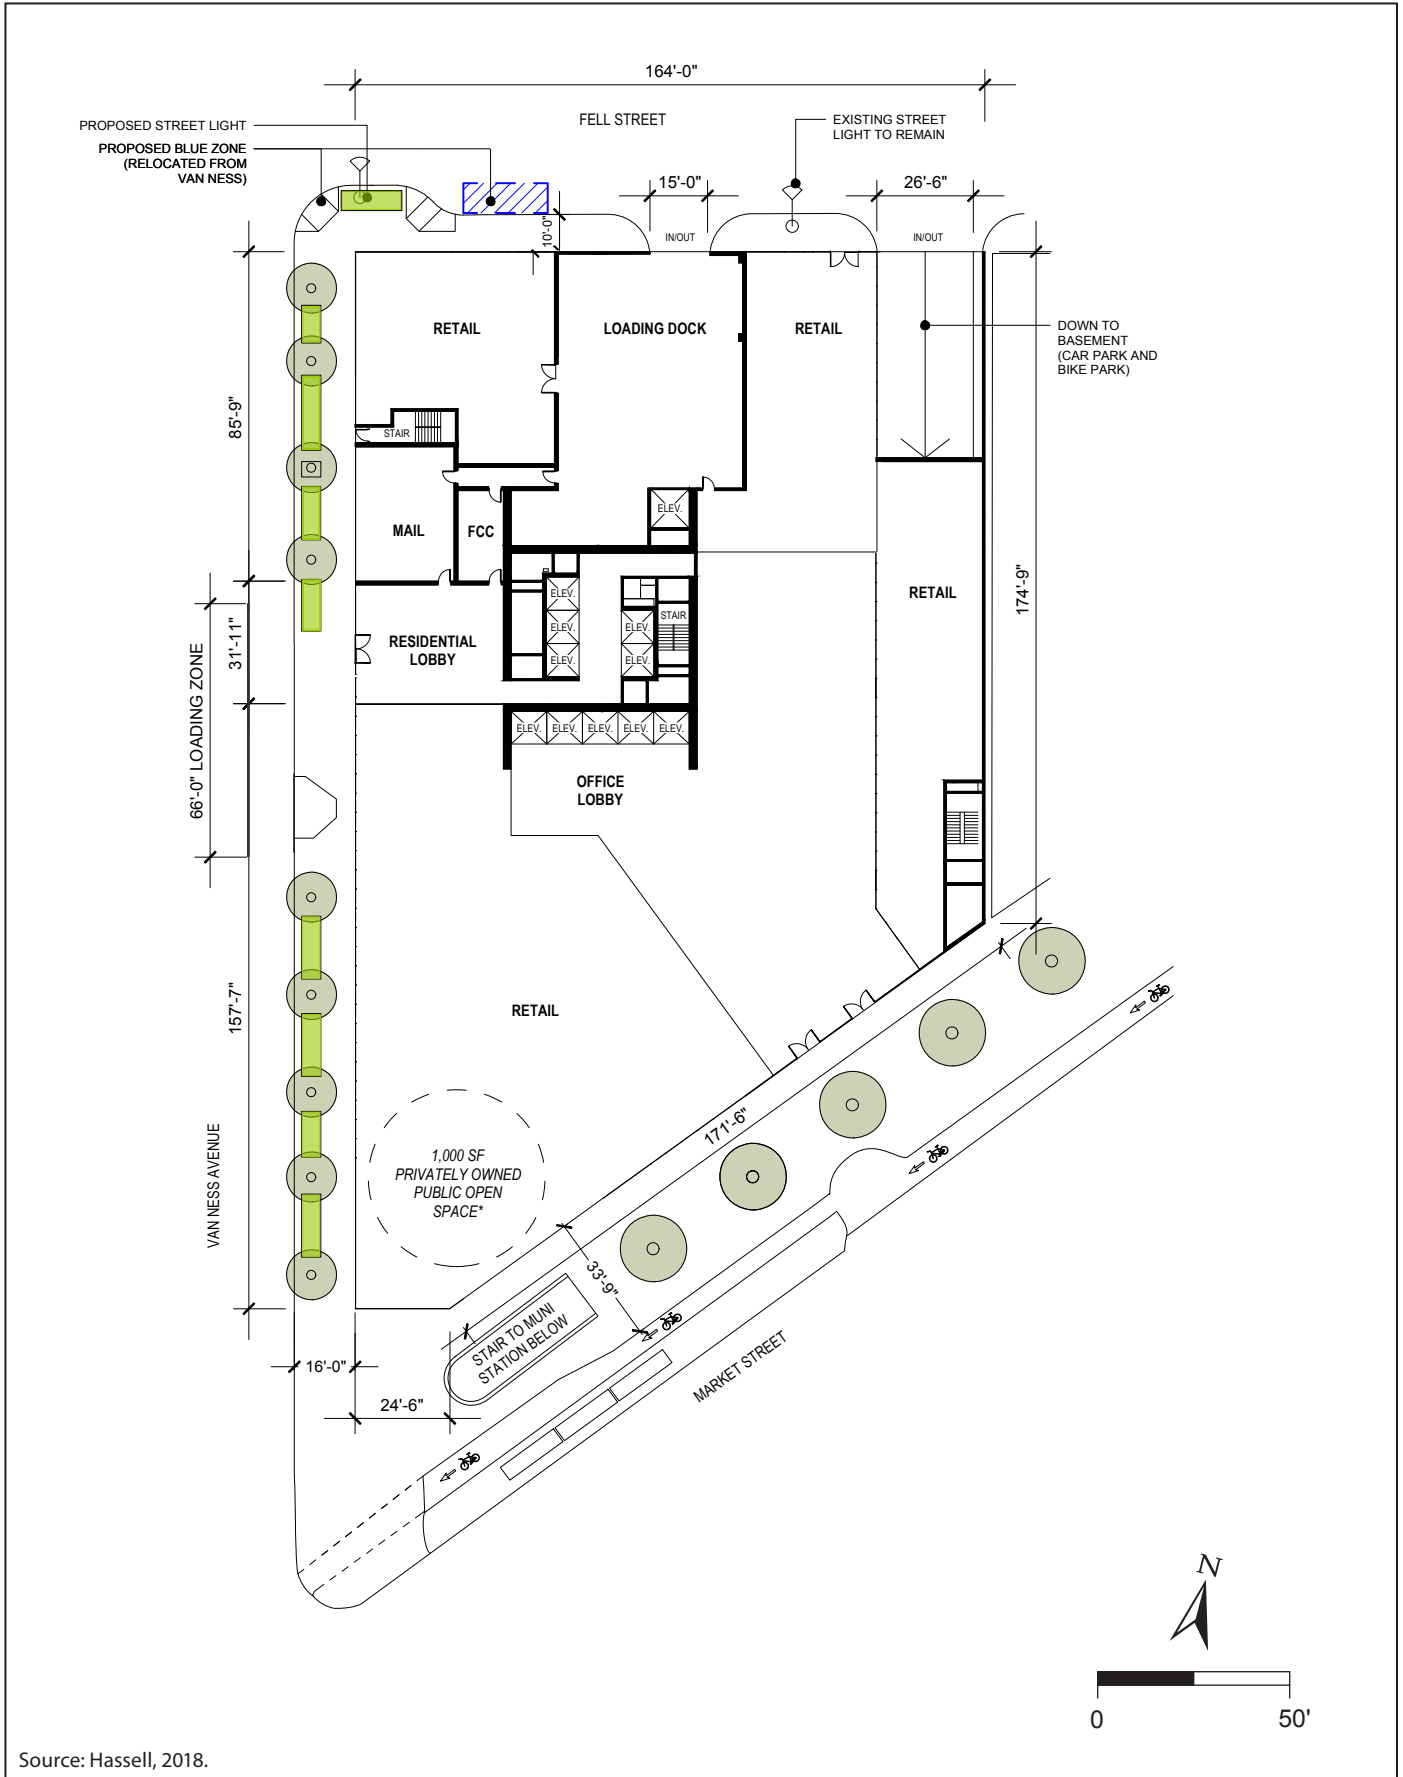 164'-0"
FELL STREET
PROPOSED STREET LIGHT
PROPOSED BLUE ZONE
(RELOCATED FROM
VAN NESS)
EXISTING STREET
LIGHT TO REMAIN
15'-0"
26'-6"
10'-0"
IN/OUT
IN/OUT
RETAIL
LOADING DOCK
RETAIL
DOWN TO
BASEMENT
(CAR PARK AND
BIKE PARK)
85'-9"
STAIR
MAIL
FCC
ELEV.
174'-9"
RETAIL
ELEV.
ELEV.
ELEV.
ELEV.
ELEV.
STAIR
31'-11"
66'-0" LOADING ZONE
RESIDENTIAL
LOBBY
ELEV.
ELEV.
ELEV.
ELEV.
ELEV.
OFFICE
LOBBY
RETAIL
157'-7"
VAN NESS AVENUE
1,000 SF
PRIVATELY OWNED
PUBLIC OPEN
SPACE*
171'-6"
33'-9"
STAIR TO MUNI
STATION BELOW
MARKET STREET
16'-0"
24'-6"
N
0
50'
Source: Hassell, 2018.